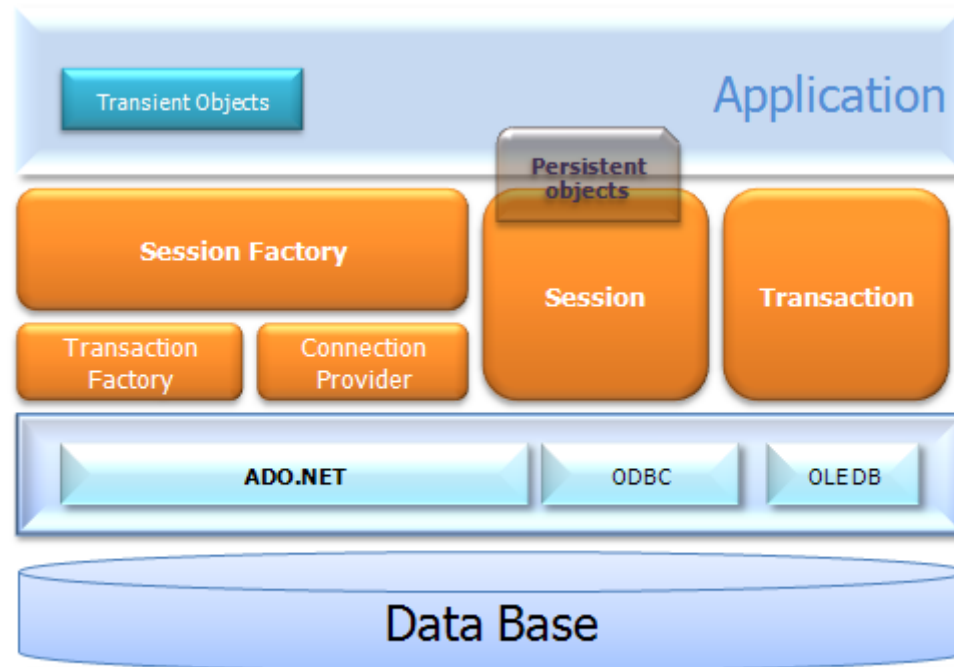 Transient Objects
Application
Persistent
objects
Session Factory
Session
Transaction
Transaction
Factory
Connection
Provider
ADO.NET
ODBC
OLEDB
Data Base